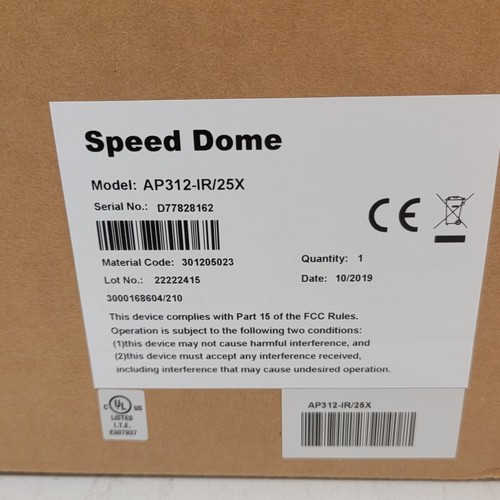 Speed Dome
Model: AP312-IR/25X
Serial No.: D77828162
CE
Material Code: 301205023
Quantity: 1
Lot No.: 22222415
Date: 10/2019
3000168604/210
This device complies with Part 15 of the FCC Rules.
Operation is subject to the following two conditions:
(1)this device may not cause harmful interference, and
(2)this device must accept any interference received,
including interference that may cause undesired operation.
C UL US
LISTED
I.T.E.
E307937
AP312-IR/25X